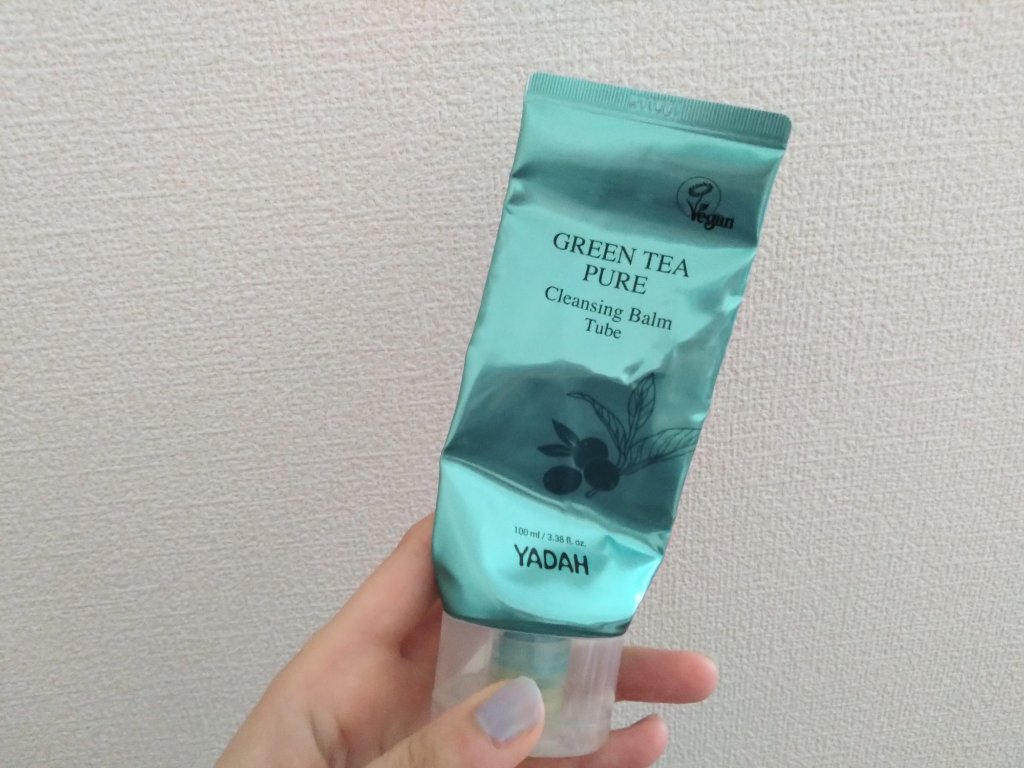 Vegan
GREEN TEA
PURE
Cleansing Balm
Tube
100 ml / 3.38 fl. oz.
YADAH